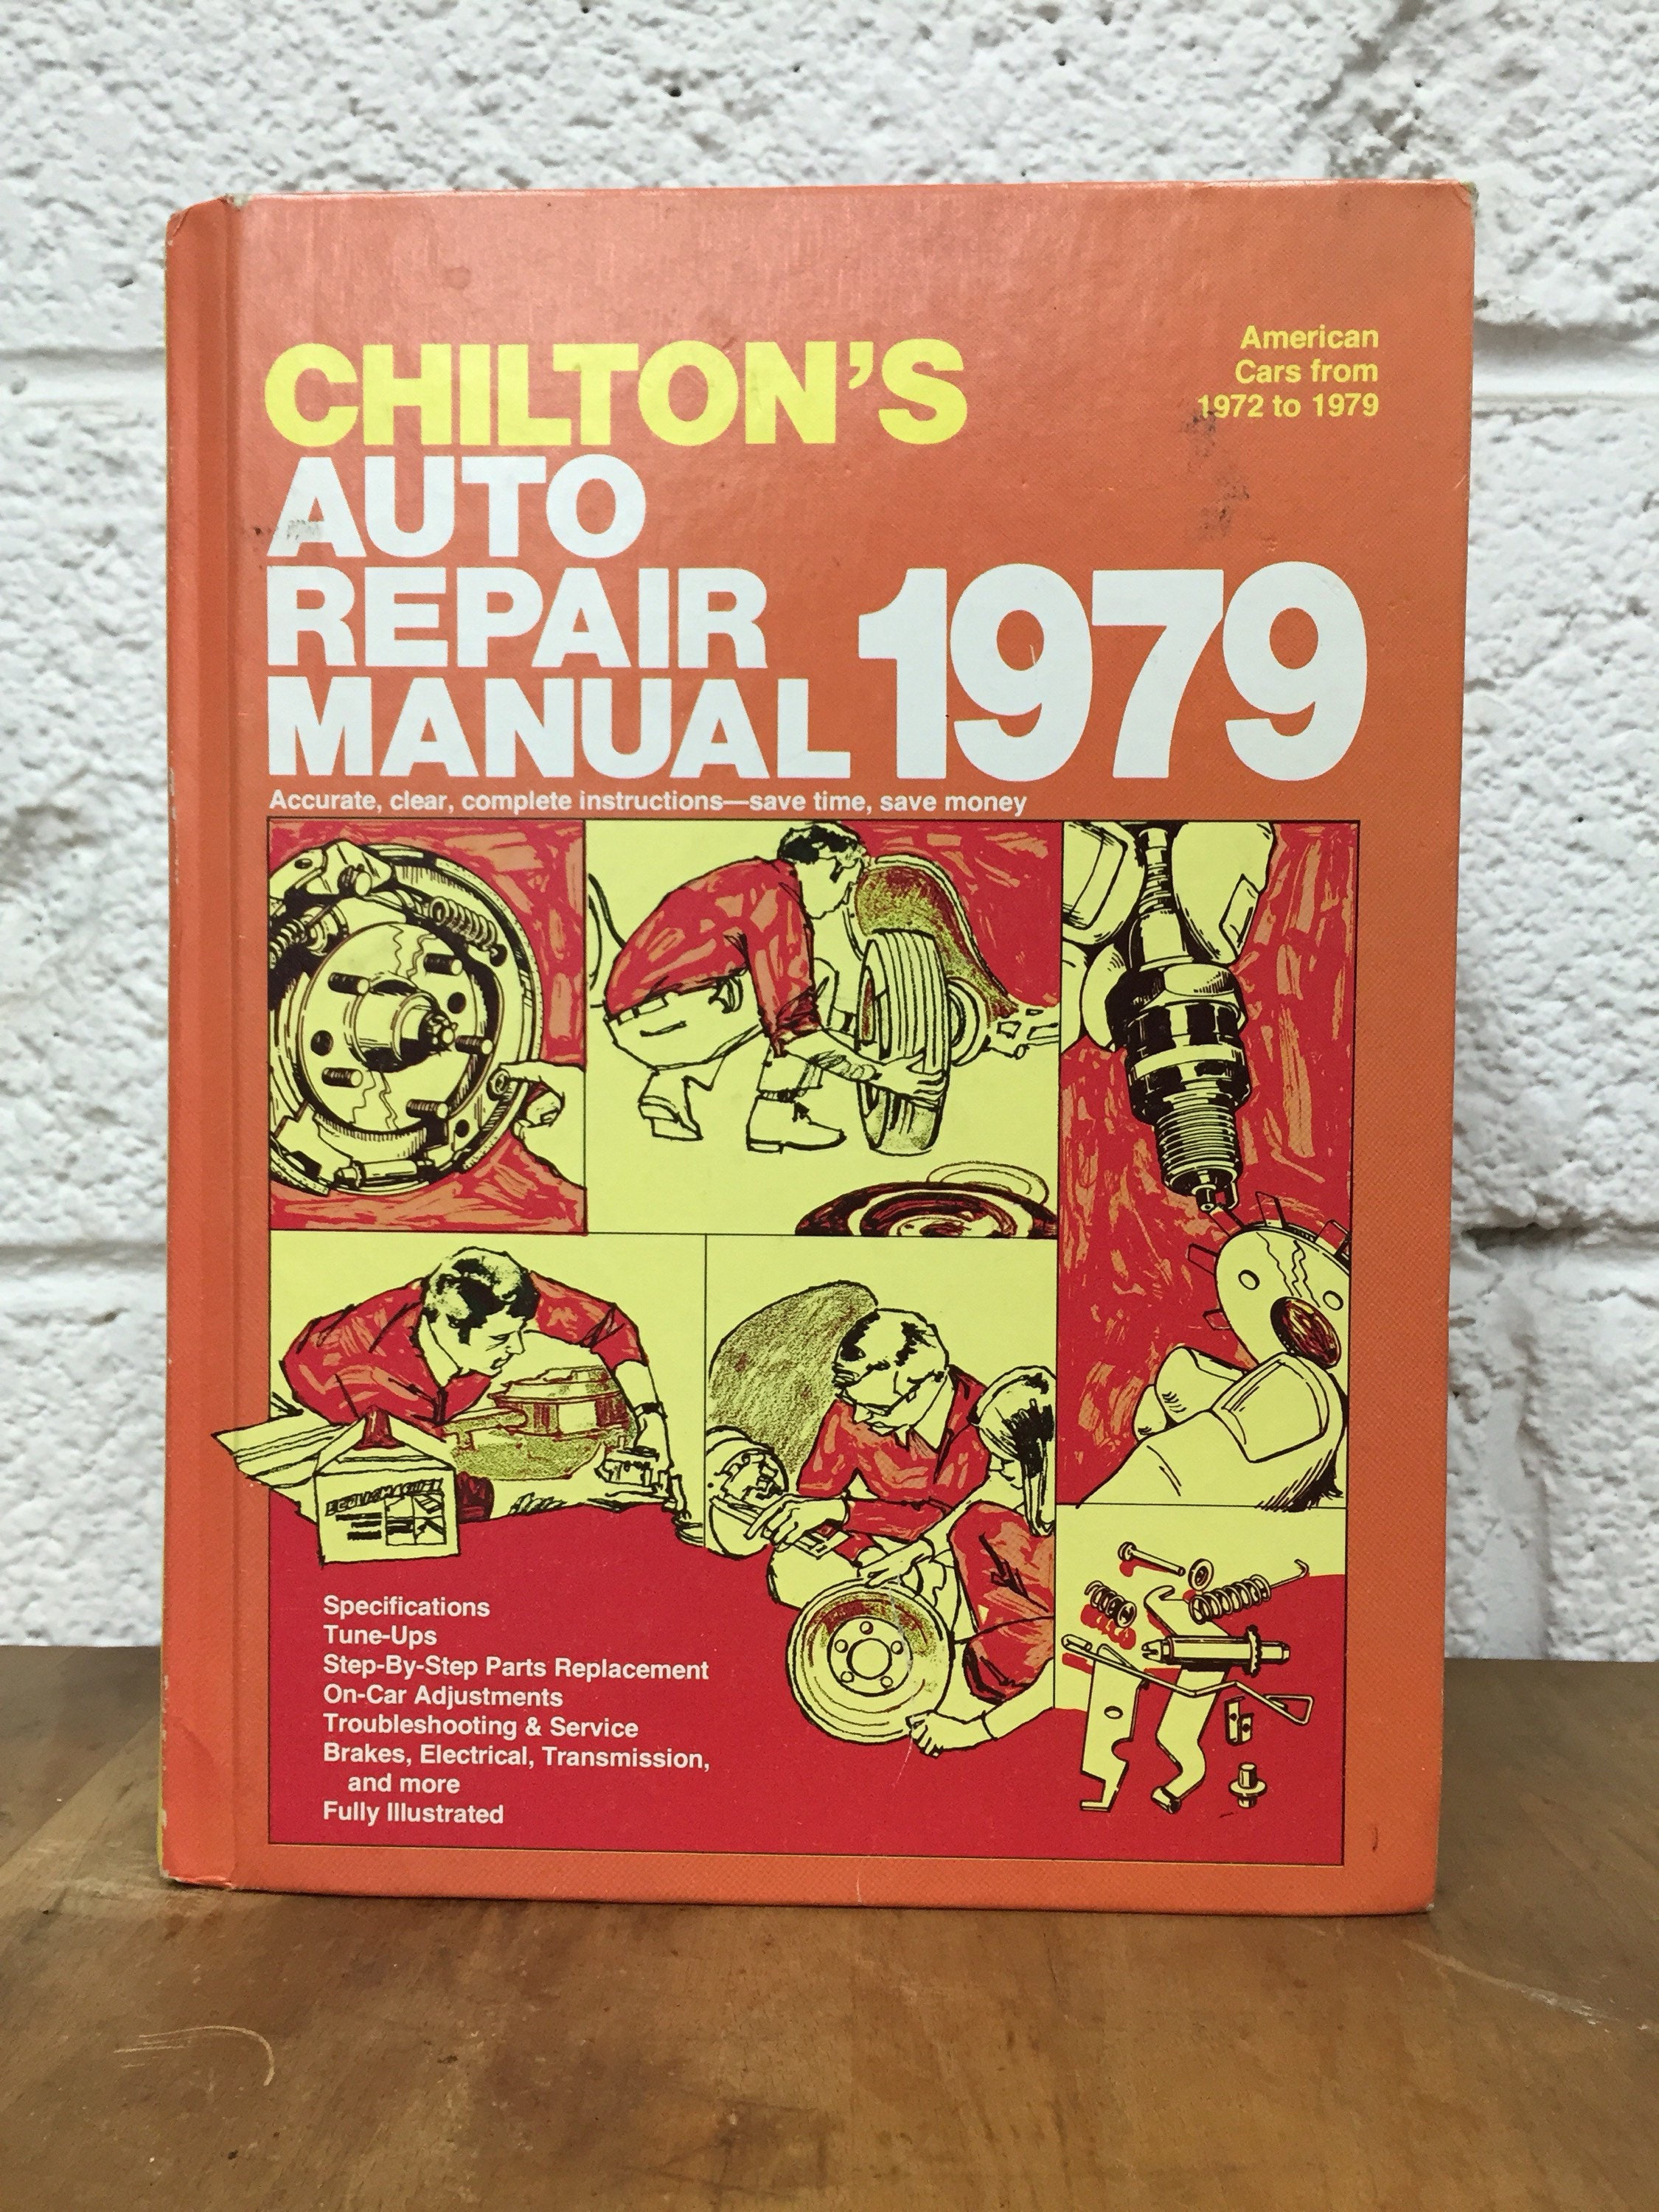 American
Cars from
1972 to 1979
CHILTON'S
AUTO
REPAIR
MANUAL 1979
Accurate, clear, complete instructions—save time, save money
Specifications
Tune-Ups
Step-By-Step Parts Replacement
On-Car Adjustments
Troubleshooting & Service
Brakes, Electrical, Transmission,
and more
Fully Illustrated